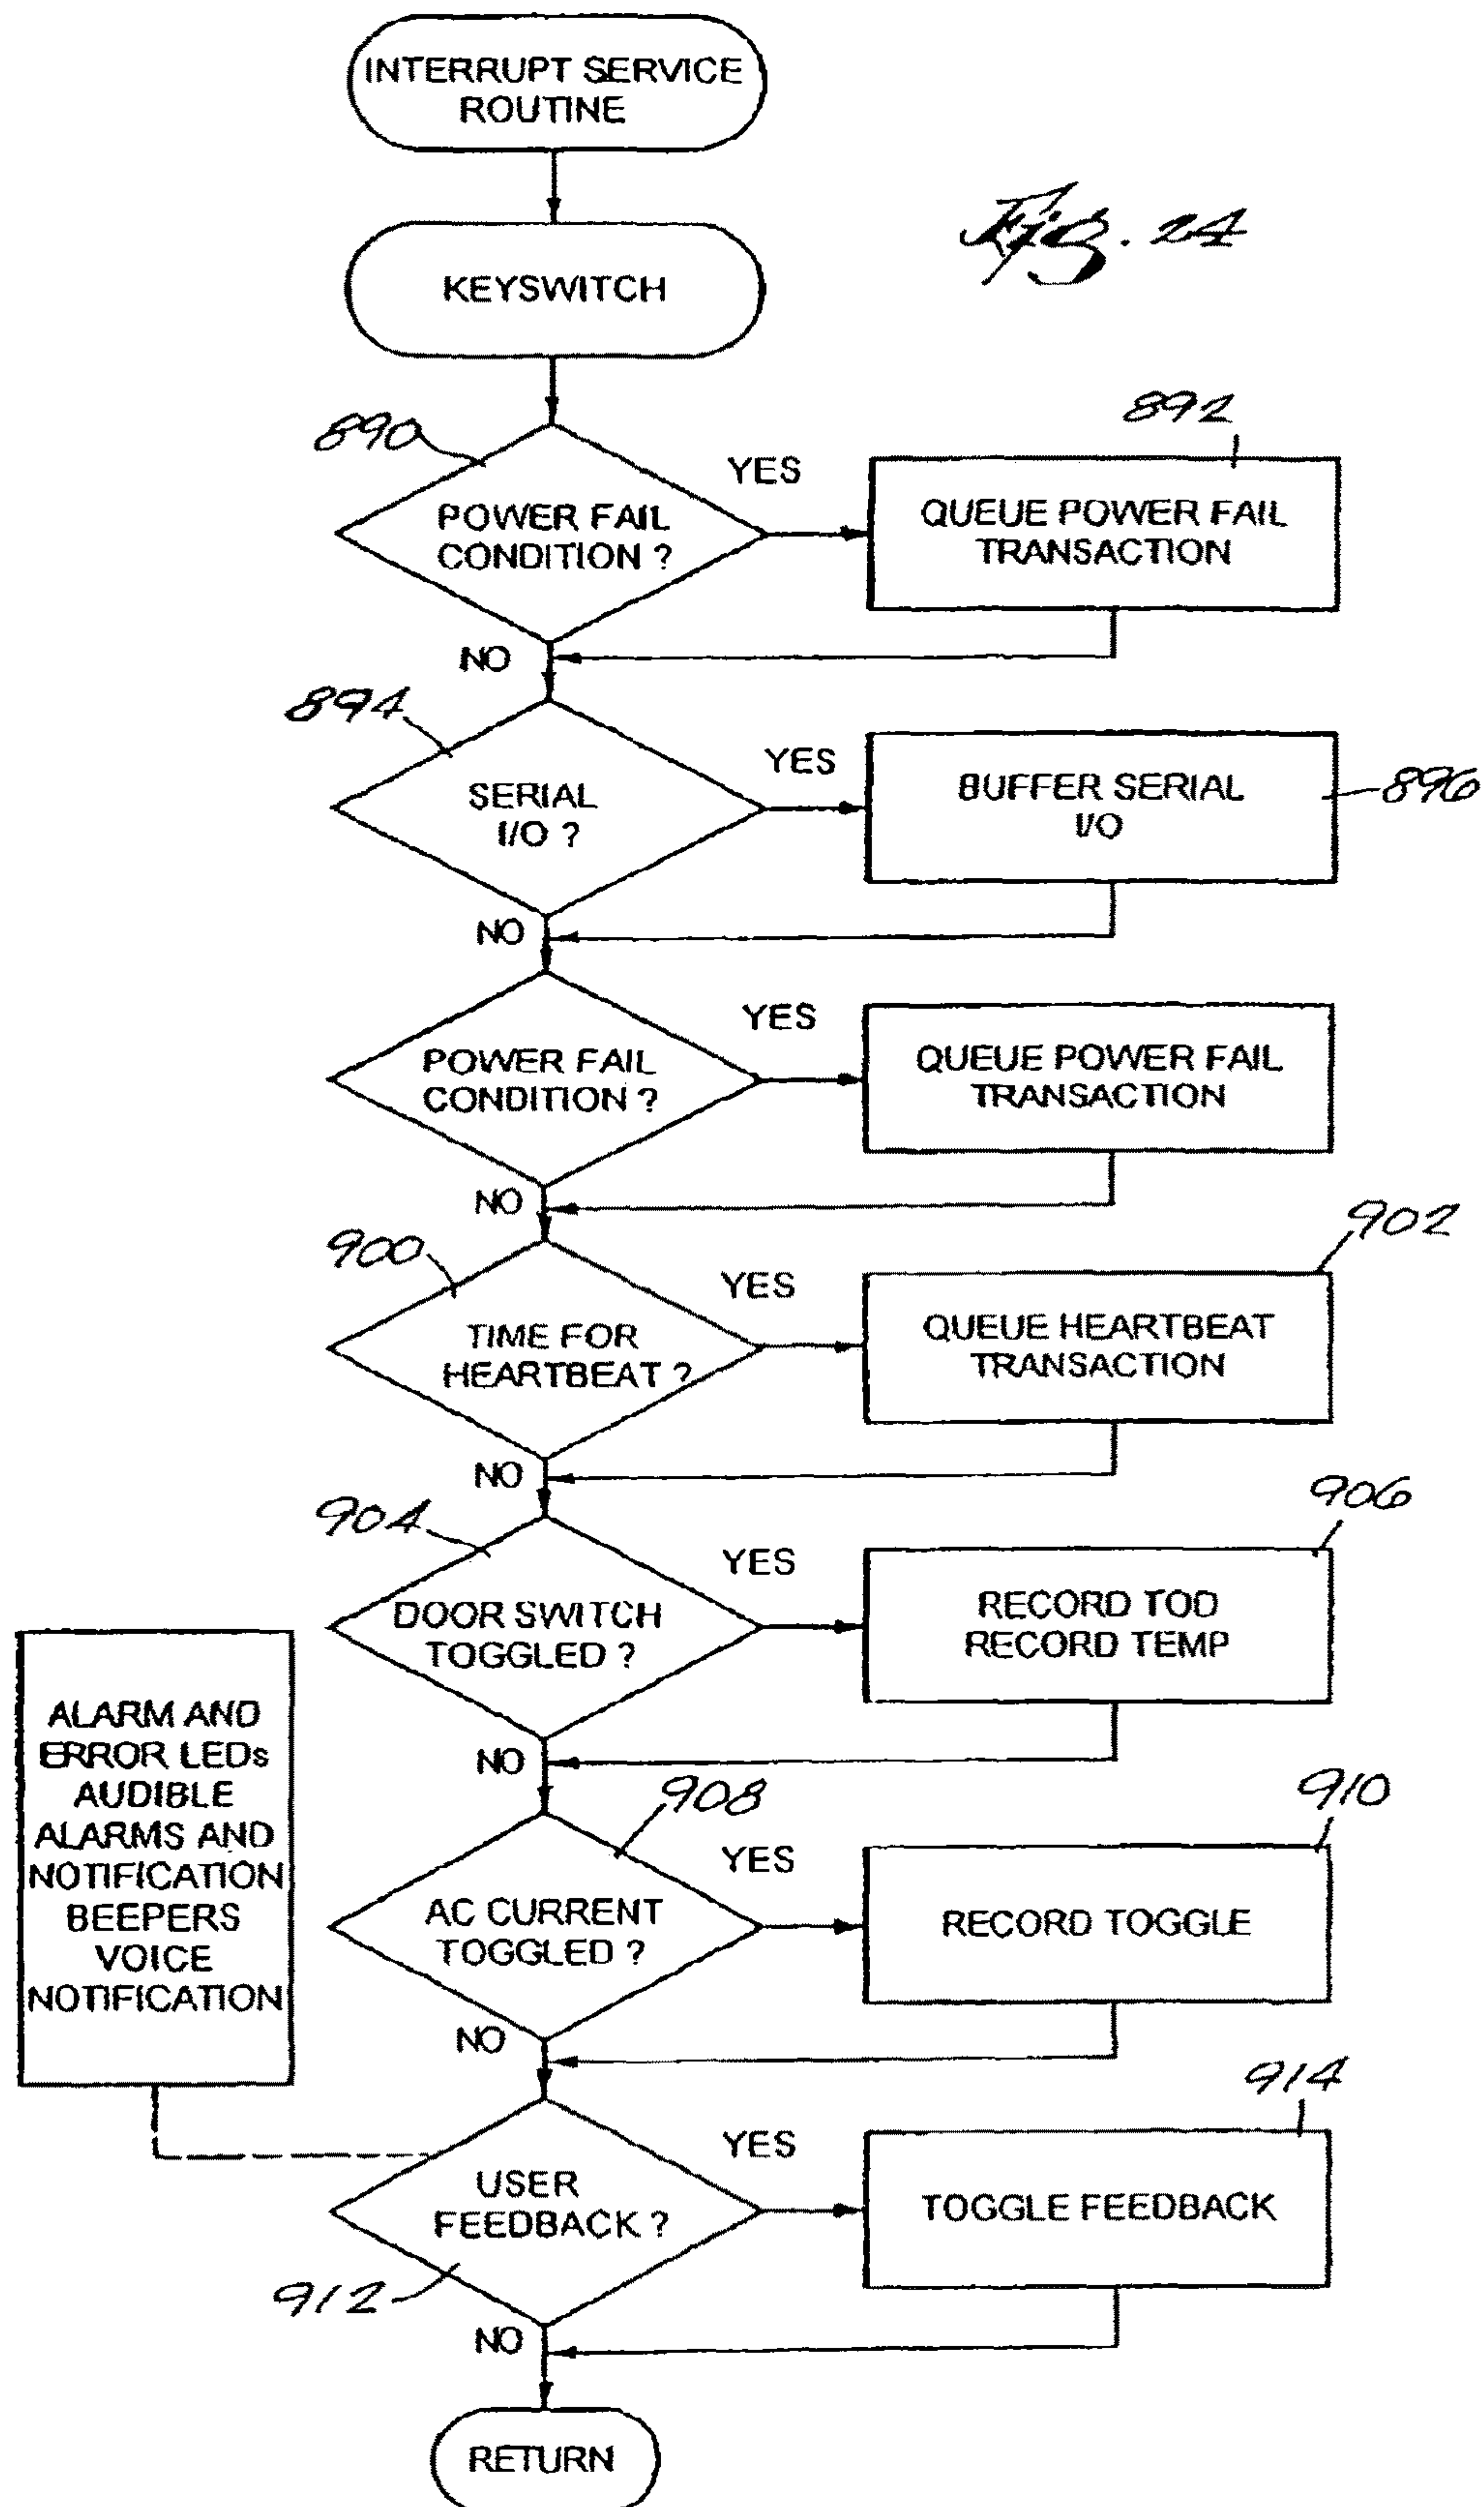 INTERRUPT SERVICE
ROUTINE
Fig. 24
KEYSWITCH
890
892
YES
POWER FAIL
CONDITION ?
QUEUE POWER FAIL
TRANSACTION
NO
894
YES
SERIAL
I/O ?
BUFFER SERIAL
I/O
896
NO
YES
POWER FAIL
CONDITION ?
QUEUE POWER FAIL
TRANSACTION
NO
900
902
YES
TIME FOR
HEARTBEAT ?
QUEUE HEARTBEAT
TRANSACTION
NO
904
906
YES
DOOR SWITCH
TOGGLED ?
RECORD TOD
RECORD TEMP
NO
ALARM AND
ERROR LEDs
AUDIBLE
ALARMS AND
NOTIFICATION
BEEPERS
VOICE
NOTIFICATION
908
910
YES
AC CURRENT
TOGGLED ?
RECORD TOGGLE
NO
914
YES
USER
FEEDBACK ?
TOGGLE FEEDBACK
912
NO
RETURN